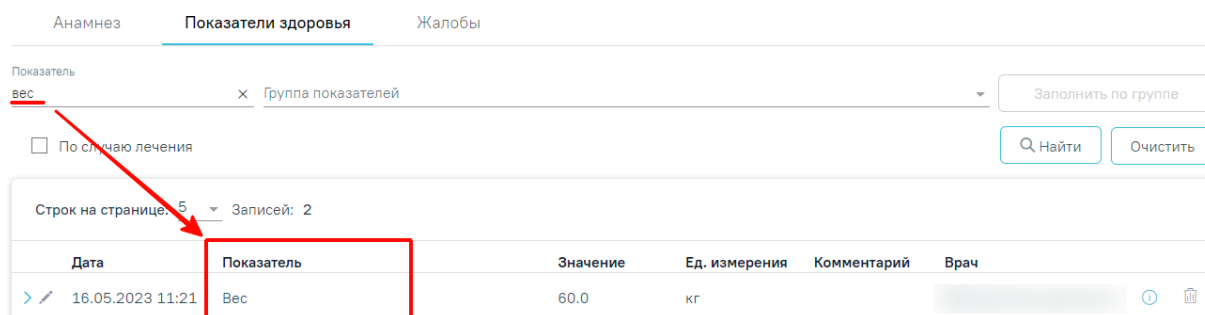 Анамнез Показатели здоровья Жалобы
Показатель
вес Группа показателей Заполнить по группе
По случаю лечения Найти Очистить
Строк на странице: 5 Записей: 2
Дата Показатель Значение Ед. измерения Комментарий Врач
16.05.2023 11:21 Вес 60.0 кг